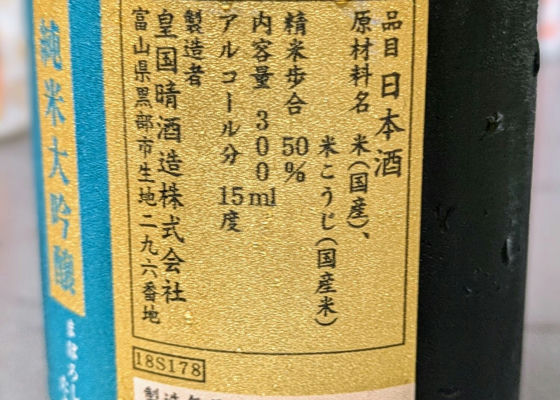 品目 日本酒
原材料名 米(国産)、
米こうじ(国産米)
精米歩合 50%
内容量 300ml
アルコール分 15度
製造者
皇国晴酒造株式会社
富山県黒部市生地二九六番地
18S178
純米大吟醸